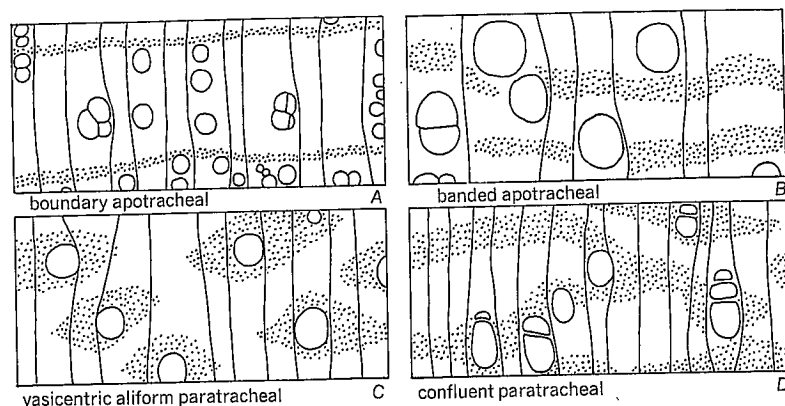 boundary apotracheal A
banded apotracheal B
vasicentric aliform paratracheal C
confluent paratracheal D